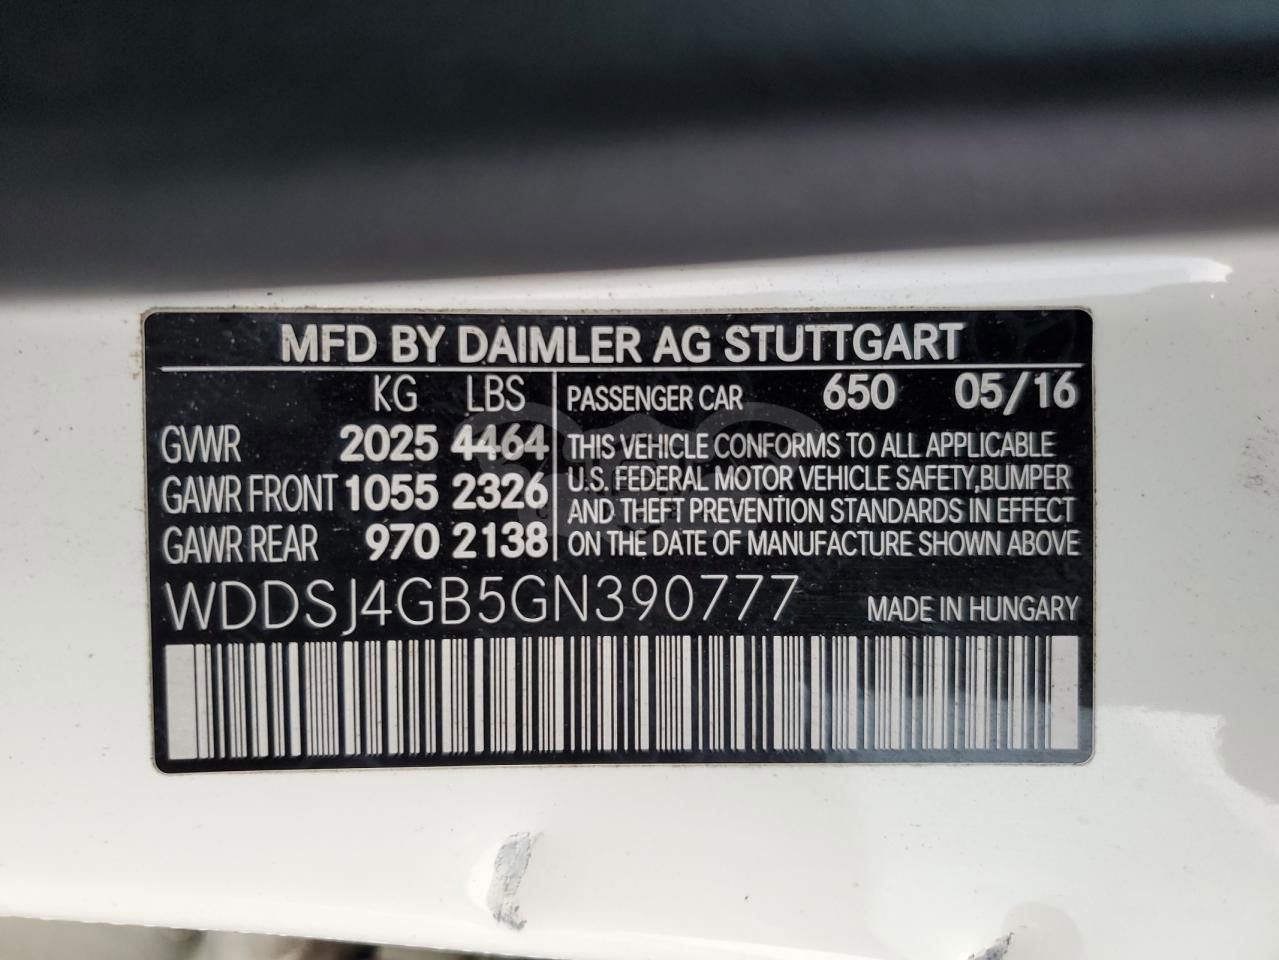 MFD BY DAIMLER AG STUTTGART
KG LBS
GVWR 2025 4464
GAWR FRONT 1055 2326
GAWR REAR 970 2138
PASSENGER CAR 650 05/16
THIS VEHICLE CONFORMS TO ALL APPLICABLE
U.S. FEDERAL MOTOR VEHICLE SAFETY,BUMPER
AND THEFT PREVENTION STANDARDS IN EFFECT
ON THE DATE OF MANUFACTURE SHOWN ABOVE
WDDSJ4GB5GN390777 MADE IN HUNGARY